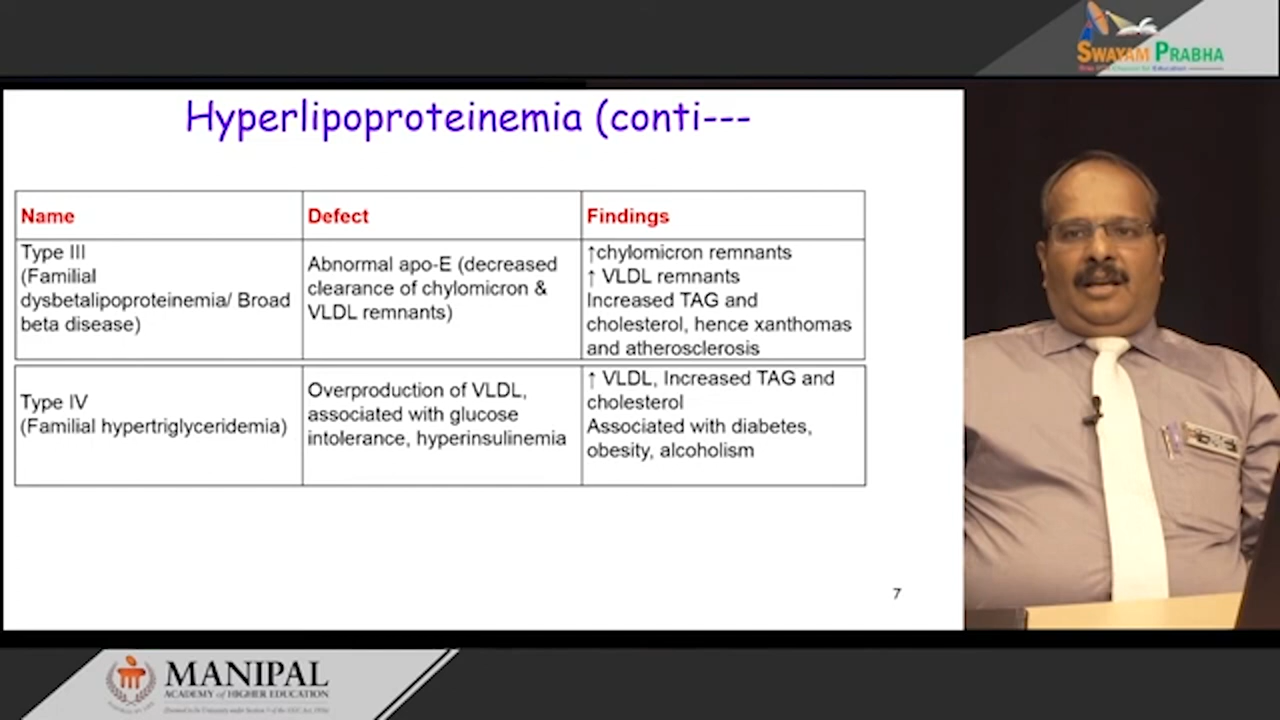 SWAYAM PRABHA
Hyperlipoproteinemia (conti---
Name
Defect
Findings
Type III
(Familial
dysbetalipoproteinemia/ Broad
beta disease)
Abnormal apo-E (decreased
clearance of chylomicron &
VLDL remnants)
↑chylomicron remnants
↑ VLDL remnants
Increased TAG and
cholesterol, hence xanthomas
and atherosclerosis
Type IV
(Familial hypertriglyceridemia)
Overproduction of VLDL,
associated with glucose
intolerance, hyperinsulinemia
↑ VLDL, Increased TAG and
cholesterol
Associated with diabetes,
obesity, alcoholism
7
MANIPAL
ACADEMY of HIGHER EDUCATION